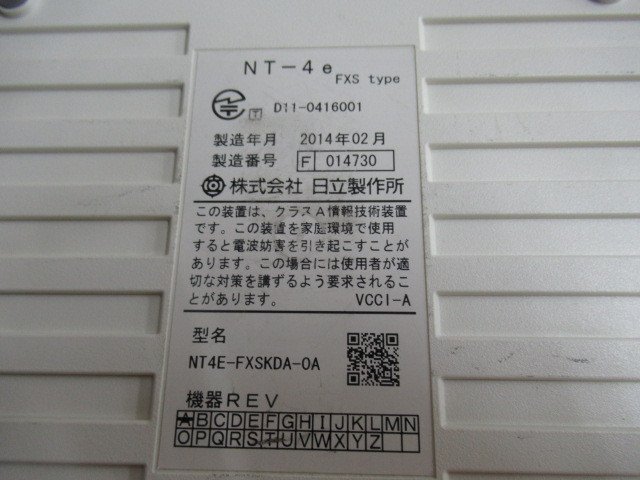 NT-4e FXS type
T D11-0416001
製造年月 2014年02月
製造番号 F 014730
株式会社 日立製作所
この装置は、クラスA情報技術装置
です。この装置を家庭環境で使用
すると電波妨害を引き起こすことが
あります。この場合には使用者が適
切な対策を講ずるよう要求されるこ
とがあります。 VCCI-A
型名
NT4E-FXSKDA-0A
機器REV
ABCDEFGHIJKLMN
OPQRSTUVWXYZ